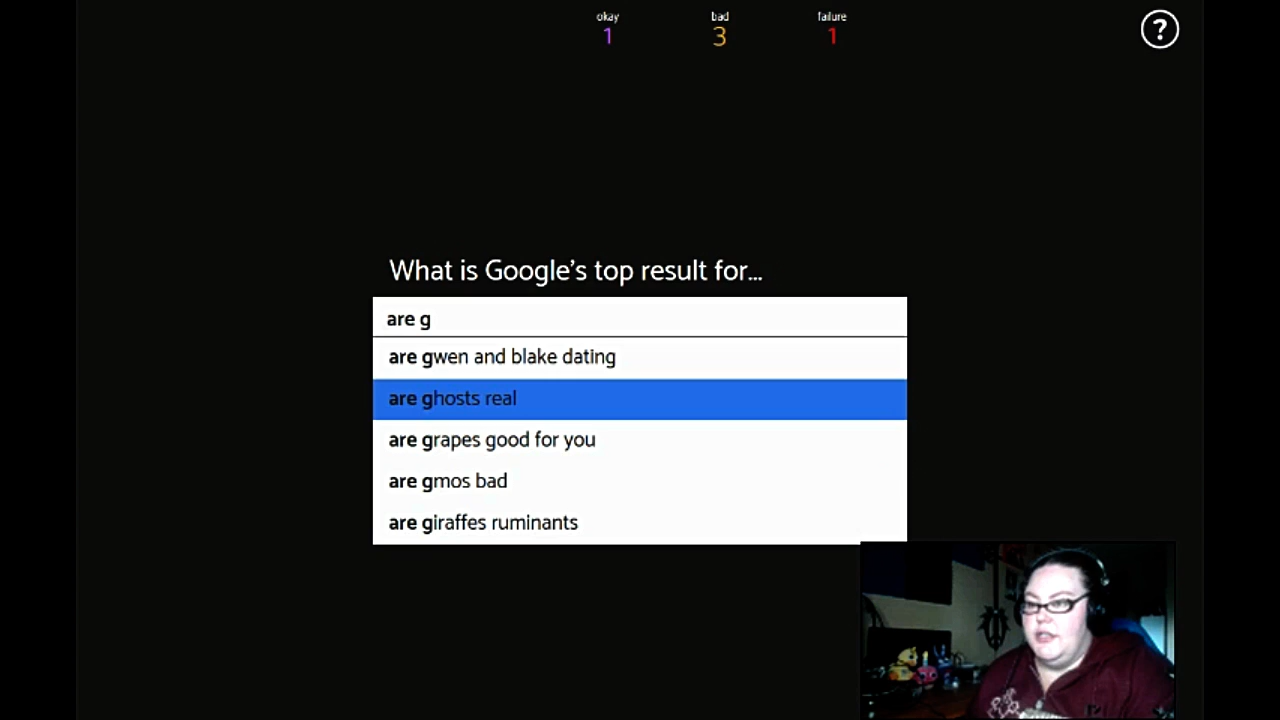 okay bad failure
1 3 1
?
What is Google's top result for...
are g
are gwen and blake dating
are ghosts real
are grapes good for you
are gmos bad
are giraffes ruminants